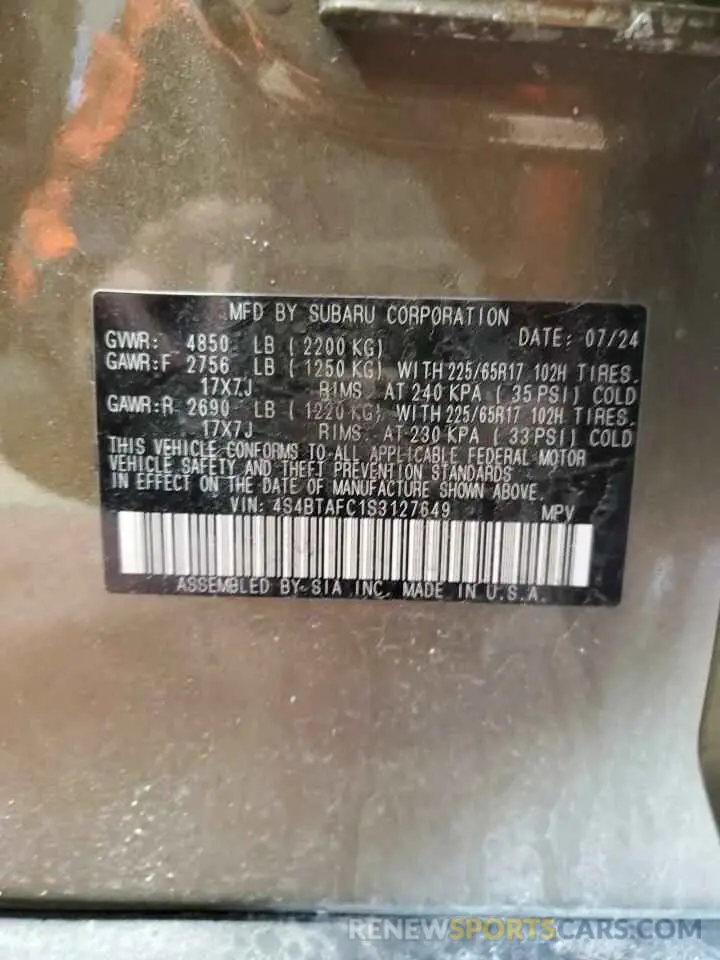 MFD BY SUBARU CORPORATION
GVWR: 4850 LB ( 2200 KG) DATE: 07/24
GAWR:F 2756 LB ( 1250 KG) WITH 225/65R17 102H TIRES.
17X7J RIMS. AT 240 KPA ( 35 PSI) COLD
GAWR:R 2690 LB ( 1220 KG) WITH 225/65R17 102H TIRES.
17X7J RIMS. AT 230 KPA ( 33 PSI) COLD
THIS VEHICLE CONFORMS TO ALL APPLICABLE FEDERAL MOTOR
VEHICLE SAFETY AND THEFT PREVENTION STANDARDS
IN EFFECT ON THE DATE OF MANUFACTURE SHOWN ABOVE.
VIN: 4S4BTAFC1S3127649 MPV
ASSEMBLED BY SIA INC. MADE IN U.S.A.
RENEWSPORTSCARS.COM